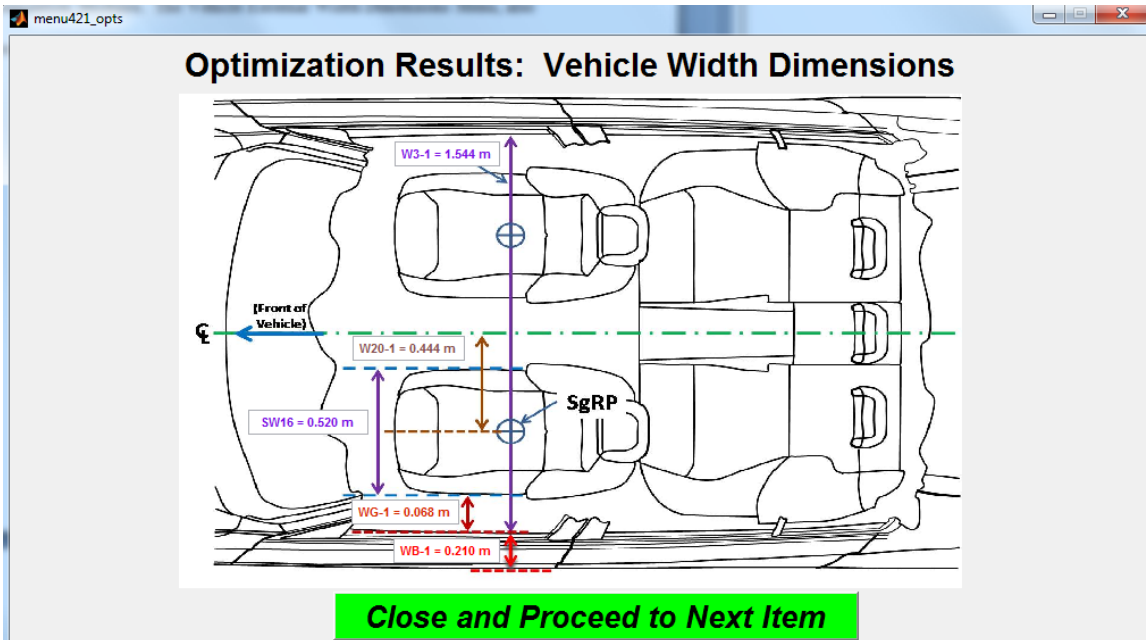 menu421_opts
Optimization Results: Vehicle Width Dimensions
W3-1 = 1.544 m
(Front of
Vehicle)
℄
W20-1 = 0.444 m
SgRP
SW16 = 0.520 m
WG-1 = 0.068 m
WB-1 = 0.210 m
Close and Proceed to Next Item